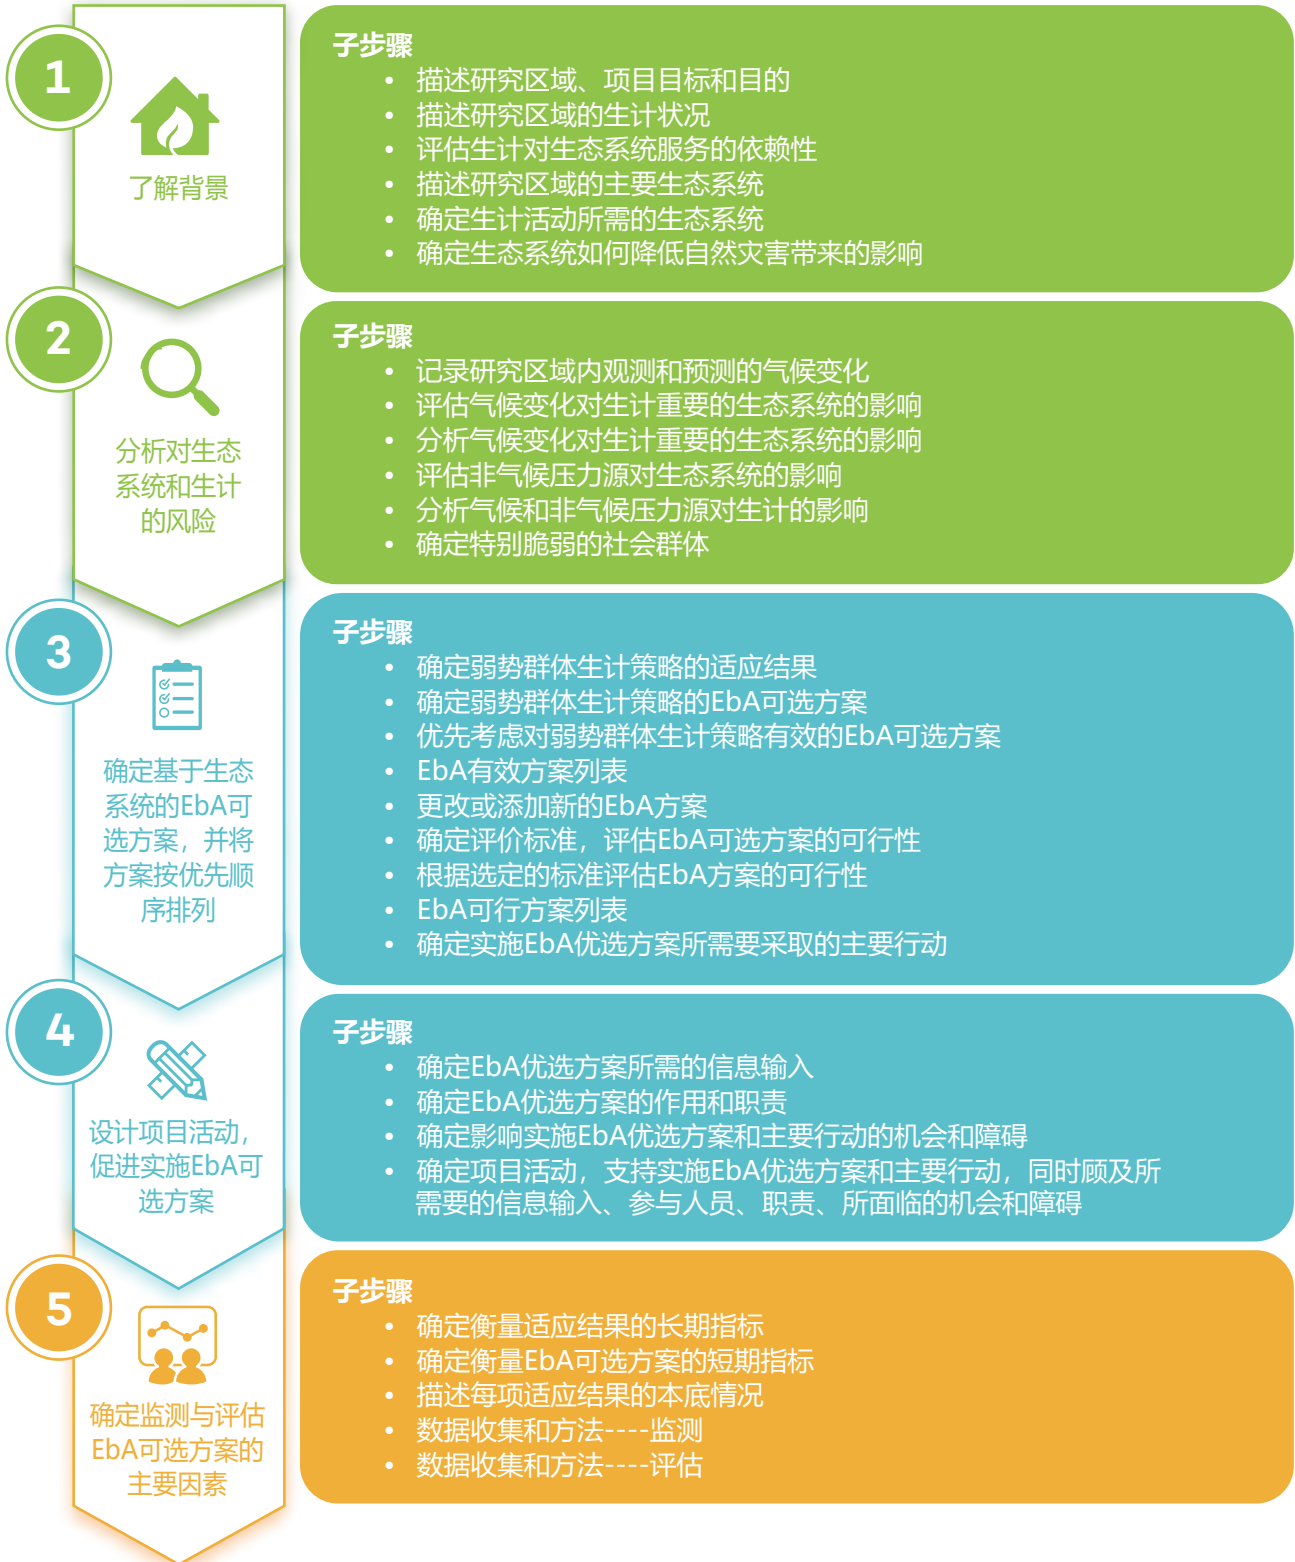 1
了解背景
子步骤
• 描述研究区域、项目目标和目的
• 描述研究区域的生计状况
• 评估生计对生态系统服务的依赖性
• 描述研究区域的主要生态系统
• 确定生计活动所需的生态系统
• 确定生态系统如何降低自然灾害带来的影响
2
分析对生态
系统和生计
的风险
子步骤
• 记录研究区域内观测和预测的气候变化
• 评估气候变化对生计重要的生态系统的影响
• 分析气候变化对生计重要的生态系统的影响
• 评估非气候压力源对生态系统的影响
• 分析气候和非气候压力源对生计的影响
• 确定特别脆弱的社会群体
3
确定基于生态
系统的EbA可
选方案，并将
方案按优先顺
序排列
子步骤
• 确定弱势群体生计策略的适应结果
• 确定弱势群体生计策略的EbA可选方案
• 优先考虑对弱势群体生计策略有效的EbA可选方案
• EbA有效方案列表
• 更改或添加新的EbA方案
• 确定评价标准，评估EbA可选方案的可行性
• 根据选定的标准评估EbA方案的可行性
• EbA可行方案列表
• 确定实施EbA优选方案所需要采取的主要行动
4
设计项目活动，
促进实施EbA可
选方案
子步骤
• 确定EbA优选方案所需的信息输入
• 确定EbA优选方案的作用和职责
• 确定影响实施EbA优选方案和主要行动的机会和障碍
• 确定项目活动，支持实施EbA优选方案和主要行动，同时顾及所
需要的信息输入、参与人员、职责、所面临的机会和障碍
5
确定监测与评估
EbA可选方案的
主要因素
子步骤
• 确定衡量适应结果的长期指标
• 确定衡量EbA可选方案的短期指标
• 描述每项适应结果的本底情况
• 数据收集和方法----监测
• 数据收集和方法----评估